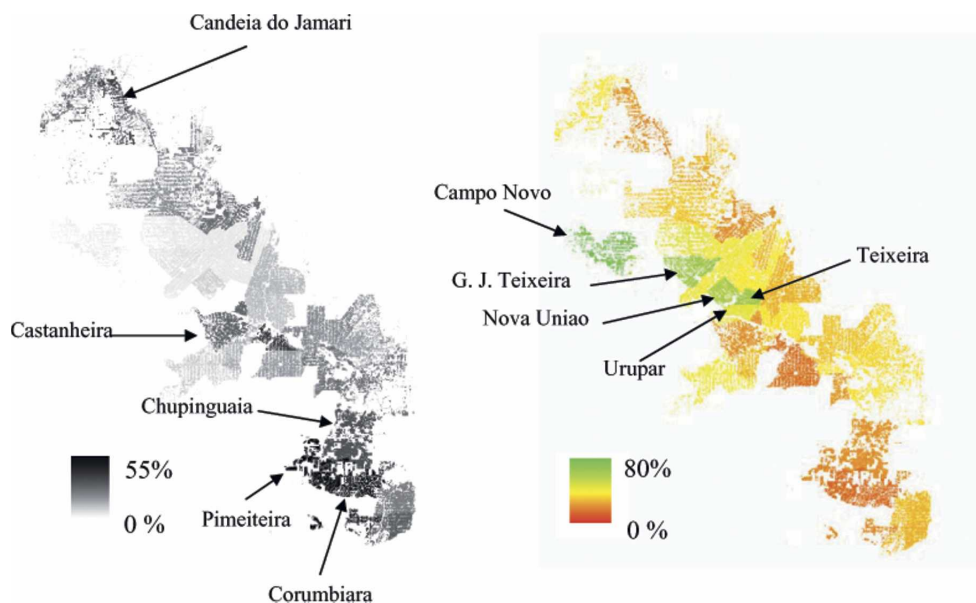 Candeia do Jamari
Castanheira
Chupinguaia
55%
0 %
Pimeiteira
Corumbiara
Campo Novo
G. J. Teixeira
Teixeira
Nova Uniao
Urupar
80%
0 %